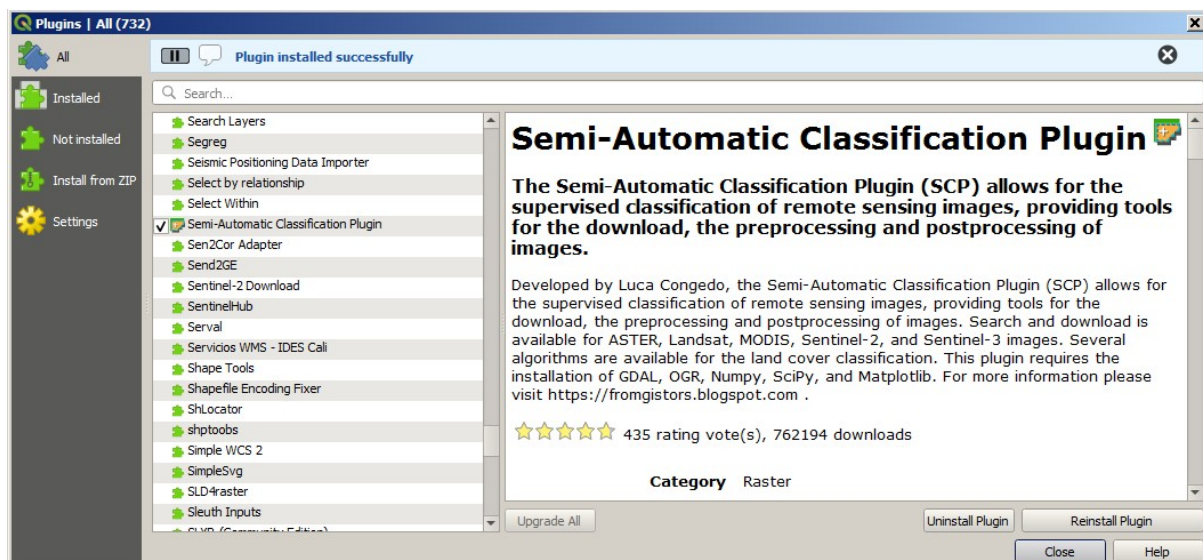 Plugins | All (732)
All
Installed
Not installed
Install from ZIP
Settings
Plugin installed successfully
Search...
Search Layers
Segreg
Seismic Positioning Data Importer
Select by relationship
Select Within
Semi-Automatic Classification Plugin
Sen2Cor Adapter
Send2GE
Sentinel-2 Download
SentinelHub
Serval
Servicios WMS - IDES Cali
Shape Tools
Shapefile Encoding Fixer
ShLocator
shptoobs
Simple WCS 2
SimpleSvg
SLD4raster
Sleuth Inputs
SLYR (Community Edition)
Semi-Automatic Classification Plugin
The Semi-Automatic Classification Plugin (SCP) allows for the
supervised classification of remote sensing images, providing tools
for the download, the preprocessing and postprocessing of
images.
Developed by Luca Congedo, the Semi-Automatic Classification Plugin (SCP) allows for
the supervised classification of remote sensing images, providing tools for the
download, the preprocessing and postprocessing of images. Search and download is
available for ASTER, Landsat, MODIS, Sentinel-2, and Sentinel-3 images. Several
algorithms are available for the land cover classification. This plugin requires the
installation of GDAL, OGR, Numpy, SciPy, and Matplotlib. For more information please
visit https://fromgistors.blogspot.com .
435 rating vote(s), 762194 downloads
Category Raster
Upgrade All
Uninstall Plugin
Reinstall Plugin
Close
Help